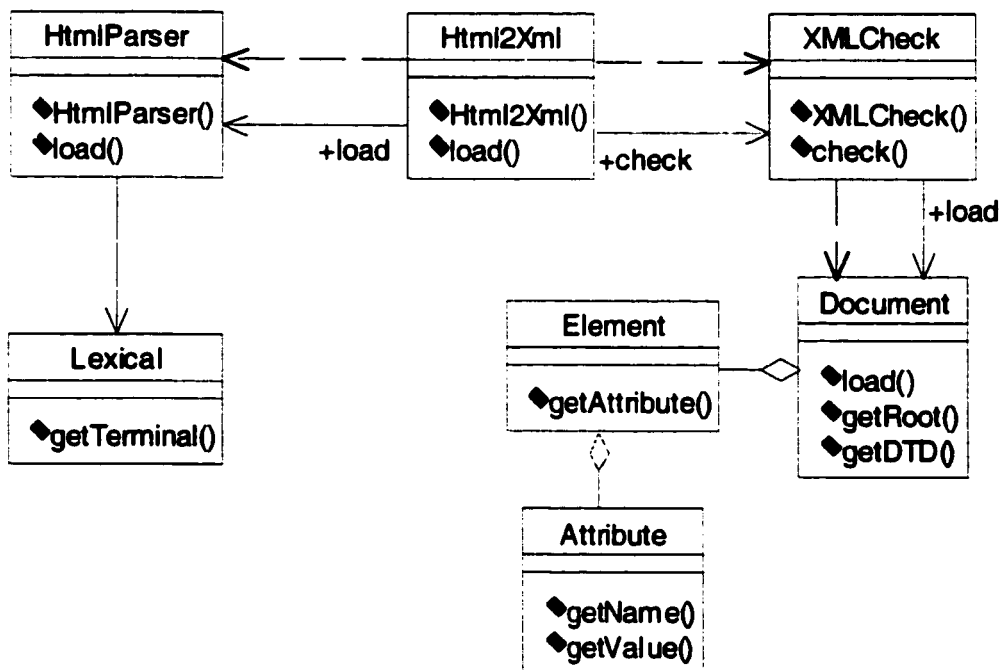 HtmlParser
HtmlParser()
load()
Html2Xml
Html2Xml()
load()
XMLCheck
XMLCheck()
check()
+load
+check
+load
Lexical
getTerminal()
Element
getAttribute()
Document
load()
getRoot()
getDTD()
Attribute
getName()
getValue()